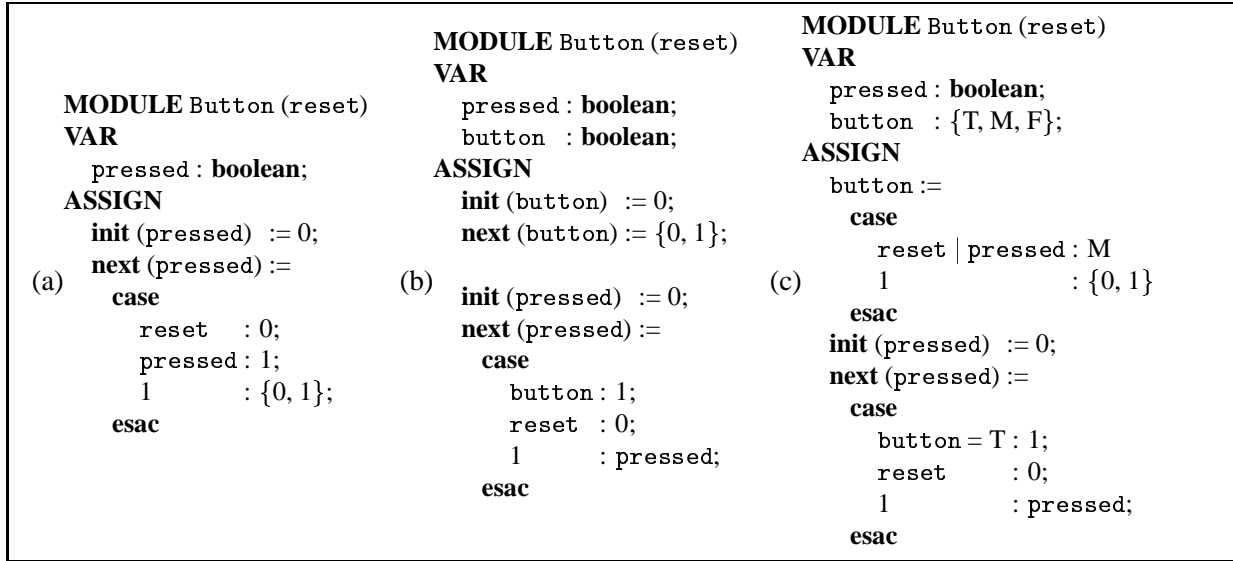 (a)
MODULE Button (reset)
VAR
pressed : boolean;
ASSIGN
init (pressed) := 0;
next (pressed) :=
case
reset : 0;
pressed : 1;
1 : {0, 1};
esac
(b)
MODULE Button (reset)
VAR
pressed : boolean;
button : boolean;
ASSIGN
init (button) := 0;
next (button) := {0, 1};
init (pressed) := 0;
next (pressed) :=
case
button : 1;
reset : 0;
1 : pressed;
esac
(c)
MODULE Button (reset)
VAR
pressed : boolean;
button : {T, M, F};
ASSIGN
button :=
case
reset | pressed : M
1 : {0, 1}
esac
init (pressed) := 0;
next (pressed) :=
case
button = T : 1;
reset : 0;
1 : pressed;
esac